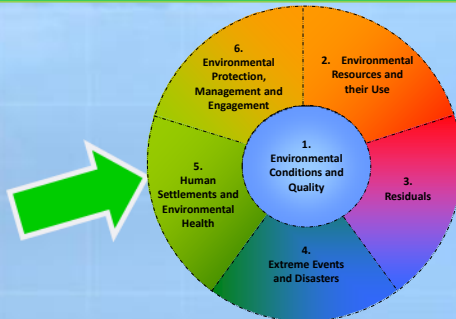 1.
Environmental
Conditions and
Quality
2. Environmental
Resources and
their Use
3.
Residuals
4.
Extreme Events
and Disasters
5.
Human
Settlements and
Environmental
Health
6.
Environmental
Protection,
Management and
Engagement